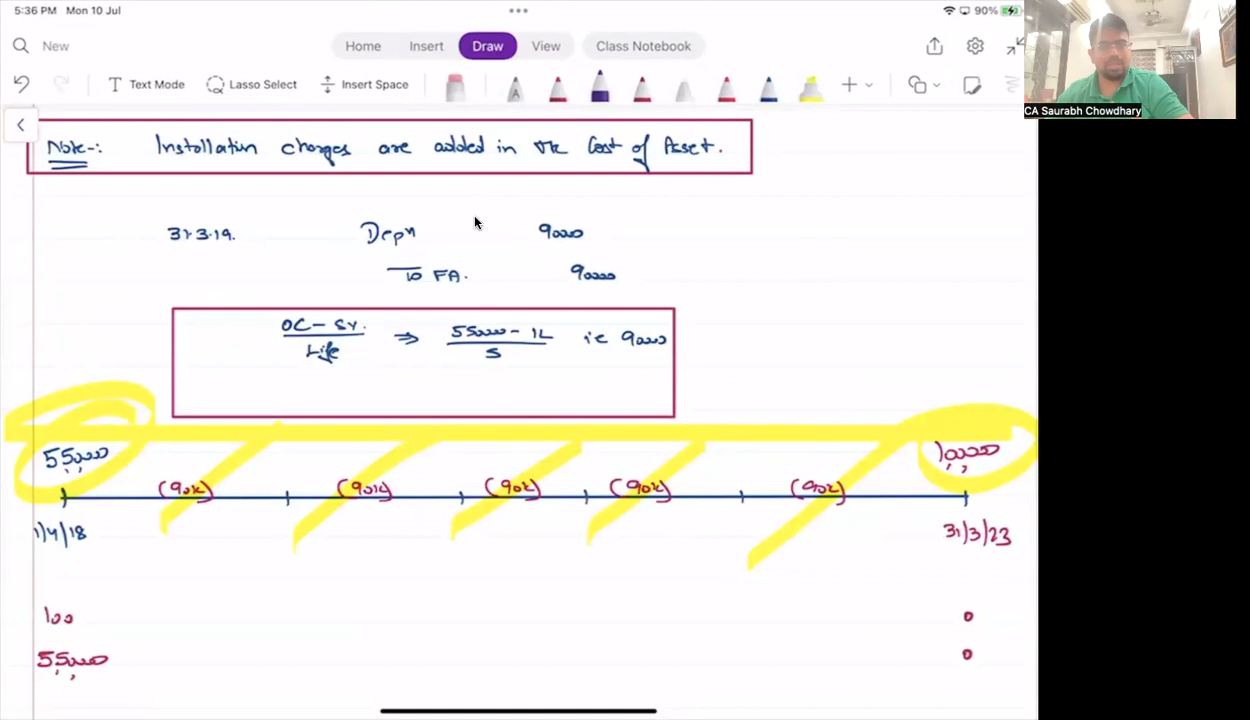 5:36 PM Mon 10 Jul
90%
New
Home Insert Draw View Class Notebook
Text Mode Lasso Select Insert Space
CA Saurabh Chowdhary
Note-: Installation charges are added in the Cost of Asset.
31.3.19. Depn 90000
To FA. 90000
OC - SV. ⇒ 550000 - 1L ie 90000
Life 5
550000 100000
(90K) (90K) (90K) (90K) (90K)
1/4/18 31/3/23
100 0
550000 0